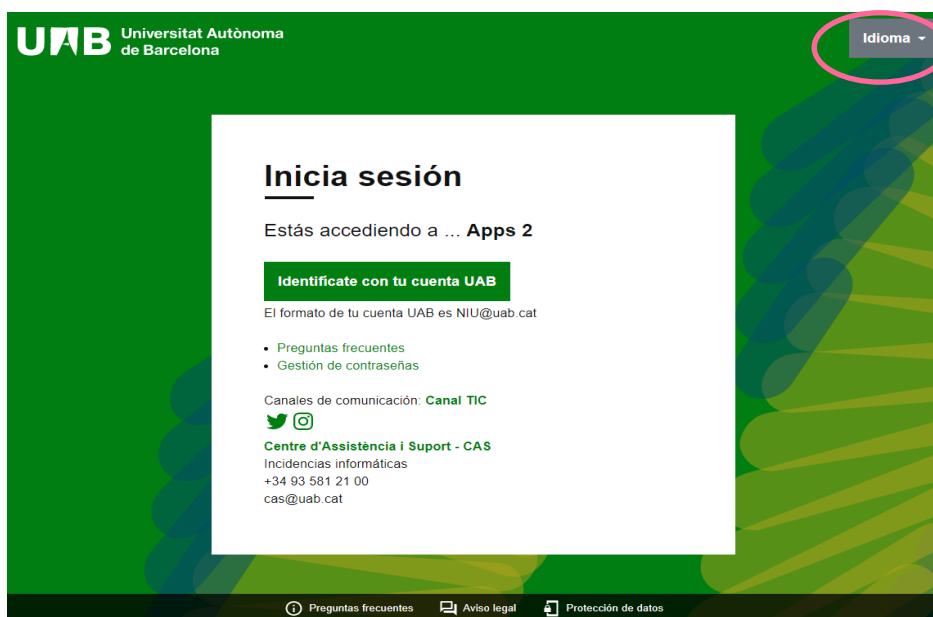 UAB Universitat Autònoma
de Barcelona
Idioma
Inicia sesión
Estás accediendo a ... Apps 2
Identifícate con tu cuenta UAB
El formato de tu cuenta UAB es NIU@uab.cat
Preguntas frecuentes
Gestión de contraseñas
Canales de comunicación: Canal TIC
Centre d'Assistència i Suport - CAS
Incidencias informáticas
+34 93 581 21 00
cas@uab.cat
Preguntas frecuentes Aviso legal Protección de datos